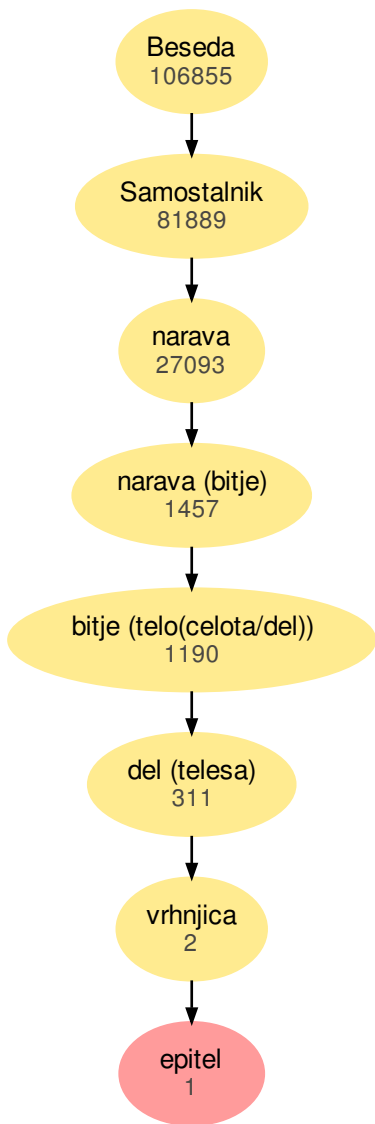 Beseda
106855
Samostalnik
81889
narava
27093
narava (bitje)
1457
bitje (telo(celota/del))
1190
del (telesa)
311
vrhnjica
2
epitel
1